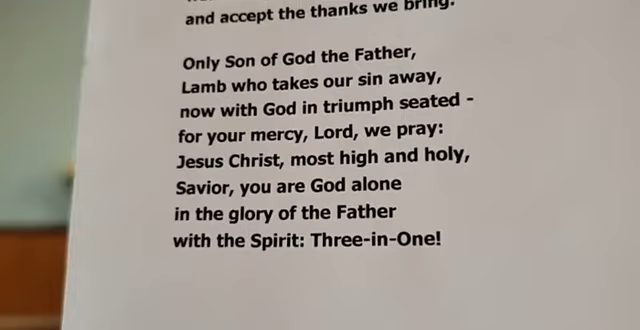 and accept the thanks we bring.
Only Son of God the Father,
Lamb who takes our sin away,
now with God in triumph seated -
for your mercy, Lord, we pray:
Jesus Christ, most high and holy,
Savior, you are God alone
in the glory of the Father
with the Spirit: Three-in-One!